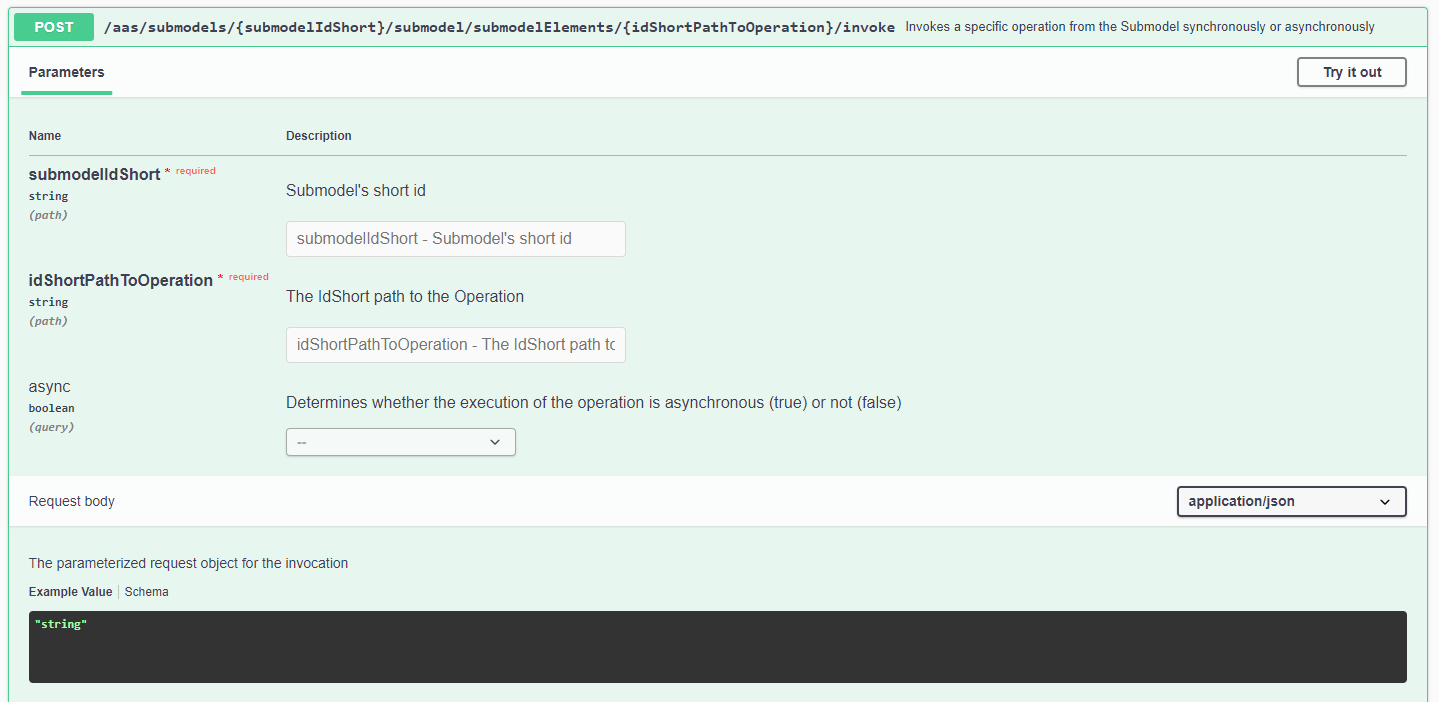 POST /aas/submodels/{submodelIdShort}/submodel/submodelElements/{idShortPathToOperation}/invoke Invokes a specific operation from the Submodel synchronously or asynchronously
Parameters Try it out
Name Description
submodelIdShort * required
string
(path)
Submodel's short id
submodelIdShort - Submodel's short id
idShortPathToOperation * required
string
(path)
The IdShort path to the Operation
idShortPathToOperation - The IdShort path to
async
boolean
(query)
Determines whether the execution of the operation is asynchronous (true) or not (false)
--
Request body application/json
The parameterized request object for the invocation
Example Value Schema
"string"